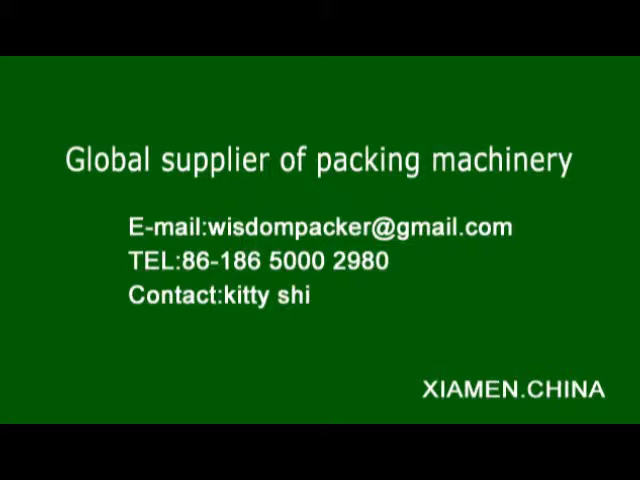 Global supplier of packing machinery
E-mail:wisdompacker@gmail.com
TEL:86-186 5000 2980
Contact:kitty shi
XIAMEN.CHINA